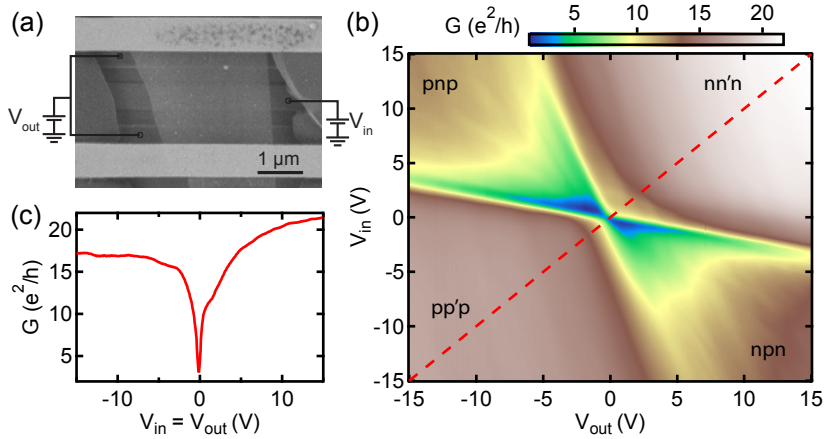 (a)
V_out
V_in
1 µm
(b)
G (e²/h)
5
10
15
20
15
10
5
0
-5
-10
-15
V_in (V)
pnp
nn'n
pp'p
npn
-15
-10
-5
0
5
10
15
V_out (V)
(c)
20
15
10
5
G (e²/h)
-10
0
10
V_in = V_out (V)